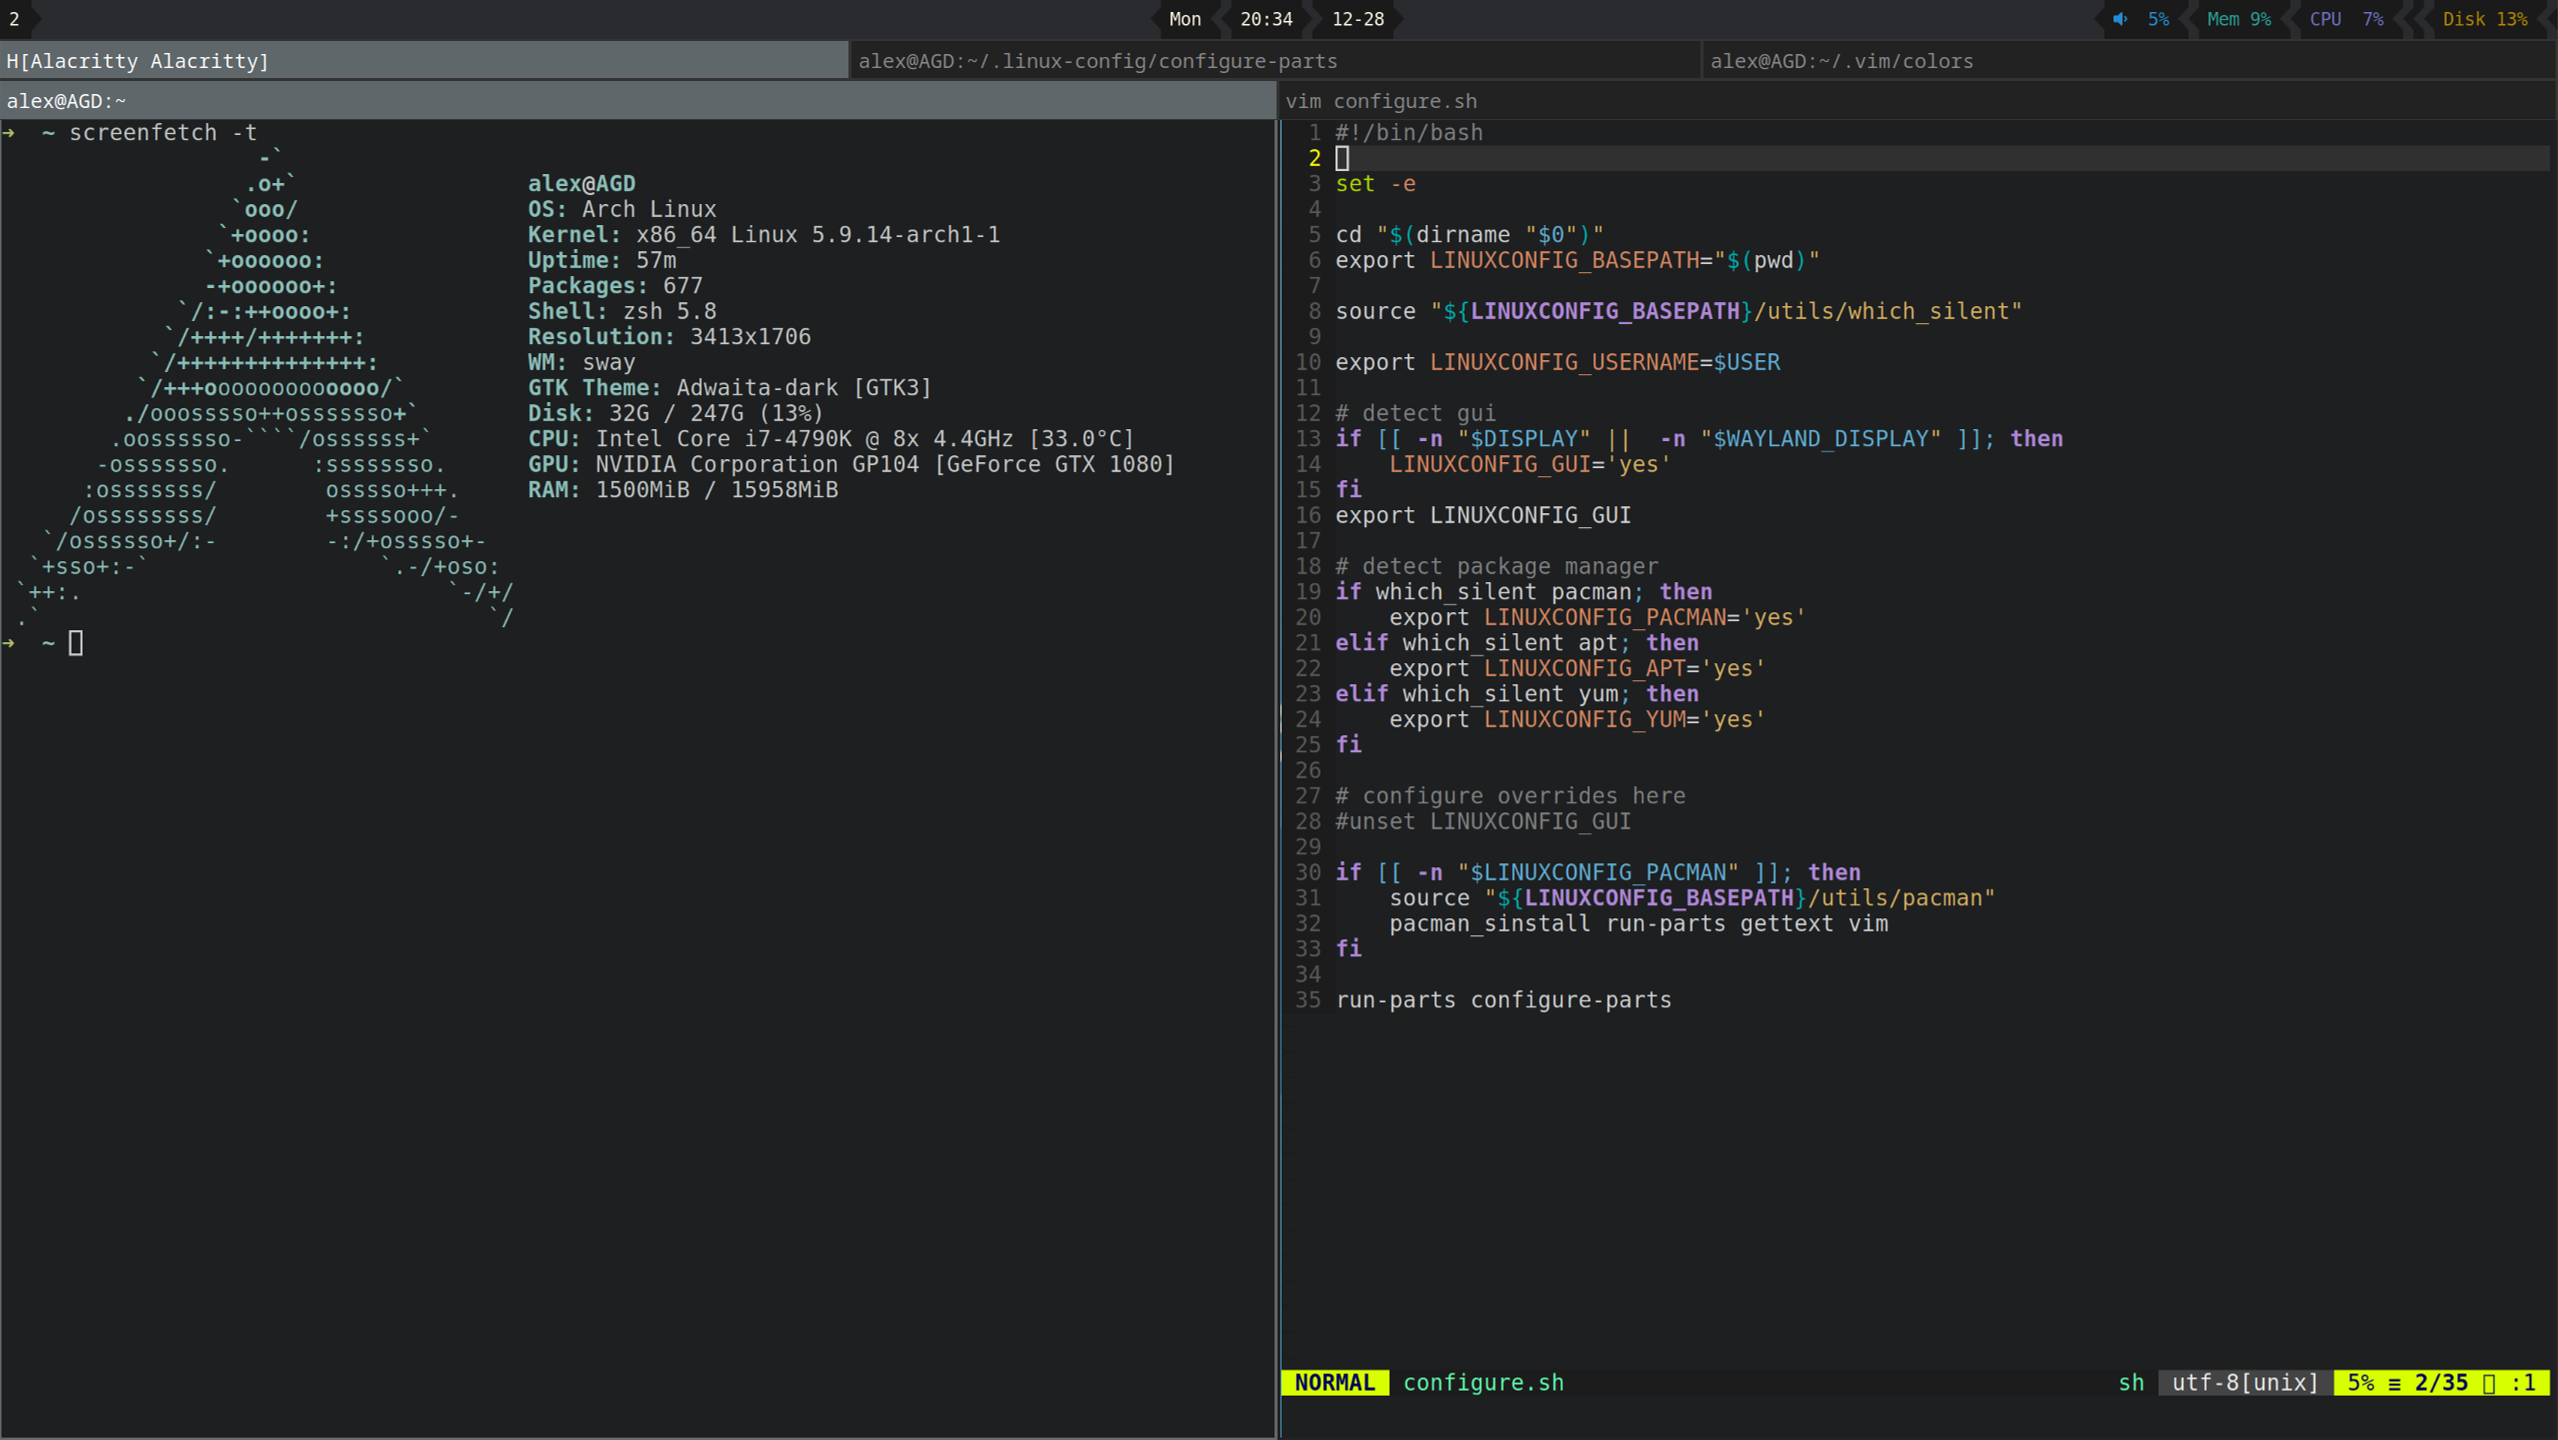 2
Mon 20:34 12-28
5% Mem 9% CPU 7% Disk 13%
H[Alacritty Alacritty]
alex@AGD:~/.linux-config/configure-parts
alex@AGD:~/.vim/colors
alex@AGD:~
➜  ~ screenfetch -t
                   -`
                  .o+`                 alex@AGD
                 `ooo/                 OS: Arch Linux
                `+oooo:                Kernel: x86_64 Linux 5.9.14-arch1-1
               `+oooooo:               Uptime: 57m
               -+oooooo+:              Packages: 677
             `/:-:++oooo+:             Shell: zsh 5.8
            `/++++/+++++++:            Resolution: 3413x1706
           `/++++++++++++++:           WM: sway
          `/+++ooooooooooooo/`         GTK Theme: Adwaita-dark [GTK3]
         ./ooosssso++osssssso+`        Disk: 32G / 247G (13%)
        .oossssso-````/ossssss+`       CPU: Intel Core i7-4790K @ 8x 4.4GHz [33.0°C]
       -osssssso.      :ssssssso.      GPU: NVIDIA Corporation GP104 [GeForce GTX 1080]
      :osssssss/        osssso+++.     RAM: 1500MiB / 15958MiB
     /ossssssss/        +ssssooo/-
   `/ossssso+/:-        -:/+osssso+-
  `+sso+:-`                 `.-/+oso:
 `++:.                           `-/+/
 .`                                 `/
➜  ~
vim configure.sh
1 #!/bin/bash
2
3 set -e
4
5 cd "$(dirname "$0")"
6 export LINUXCONFIG_BASEPATH="$(pwd)"
7
8 source "${LINUXCONFIG_BASEPATH}/utils/which_silent"
9
10 export LINUXCONFIG_USERNAME=$USER
11
12 # detect gui
13 if [[ -n "$DISPLAY" ||  -n "$WAYLAND_DISPLAY" ]]; then
14     LINUXCONFIG_GUI='yes'
15 fi
16 export LINUXCONFIG_GUI
17
18 # detect package manager
19 if which_silent pacman; then
20     export LINUXCONFIG_PACMAN='yes'
21 elif which_silent apt; then
22     export LINUXCONFIG_APT='yes'
23 elif which_silent yum; then
24     export LINUXCONFIG_YUM='yes'
25 fi
26
27 # configure overrides here
28 #unset LINUXCONFIG_GUI
29
30 if [[ -n "$LINUXCONFIG_PACMAN" ]]; then
31     source "${LINUXCONFIG_BASEPATH}/utils/pacman"
32     pacman_sinstall run-parts gettext vim
33 fi
34
35 run-parts configure-parts
NORMAL configure.sh sh utf-8[unix] 5% ≡ 2/35 :1